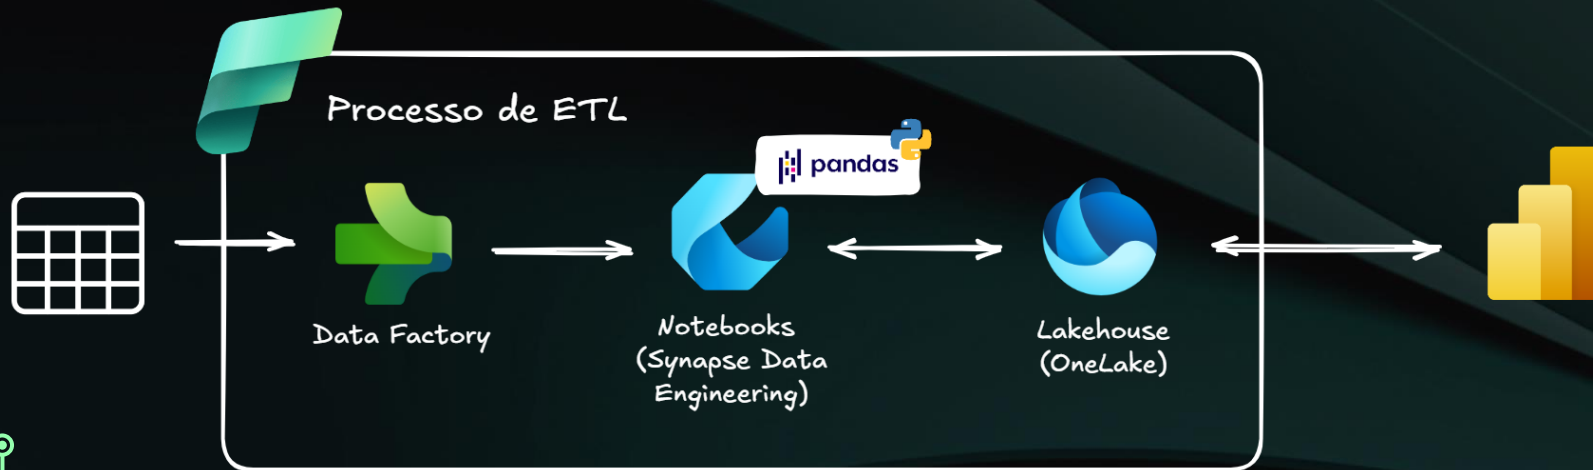 Processo de ETL
pandas
Data Factory
Notebooks
(Synapse Data
Engineering)
Lakehouse
(OneLake)